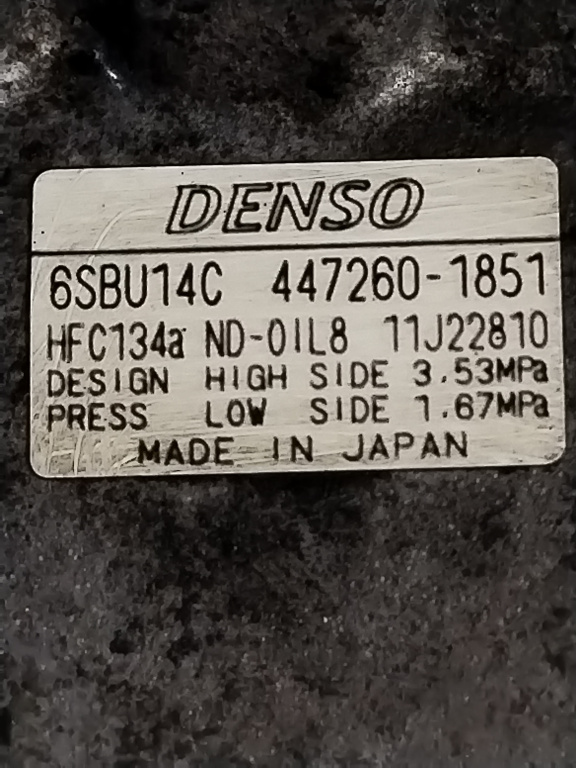 DENSO
6SBU14C 447260-1851
HFC134a ND-OIL8 11J22810
DESIGN HIGH SIDE 3.53MPa
PRESS LOW SIDE 1.67MPa
MADE IN JAPAN